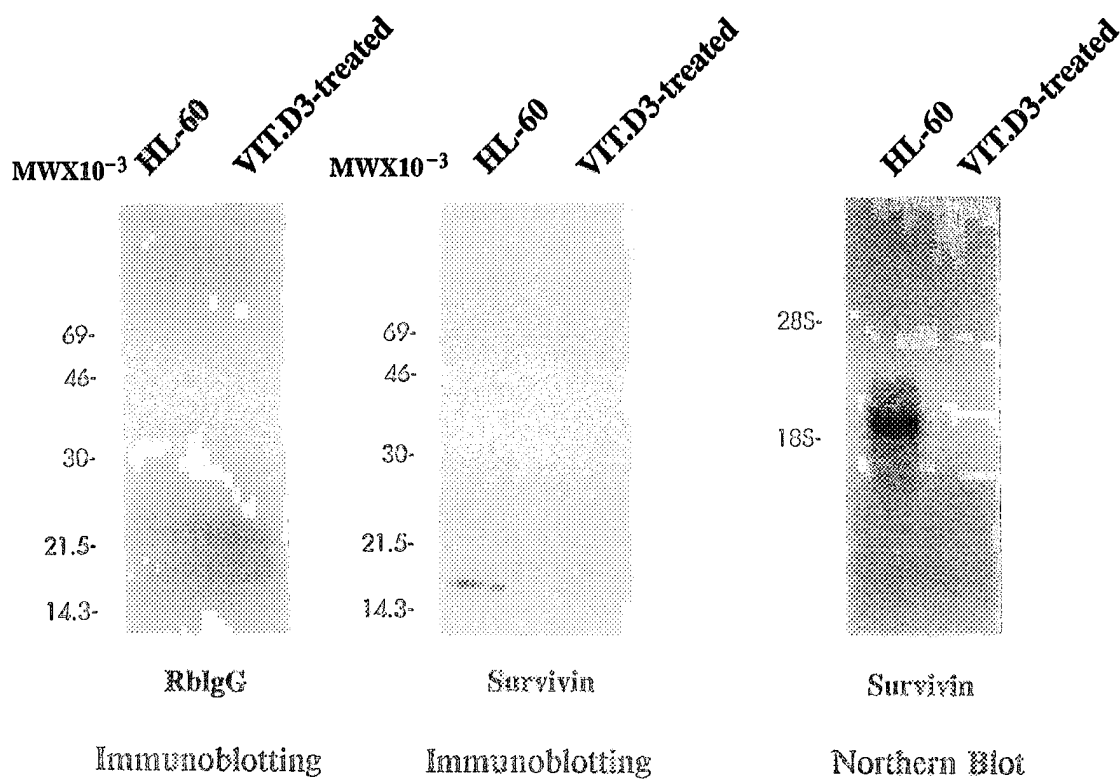 HL-60
VIT.D3-treated
MWX10⁻³
69-
46-
30-
21.5-
14.3-
RbIgG
Immunoblotting
HL-60
VIT.D3-treated
MWX10⁻³
69-
46-
30-
21.5-
14.3-
Survivin
Immunoblotting
HL-60
VIT.D3-treated
28S-
18S-
Survivin
Northern Blot